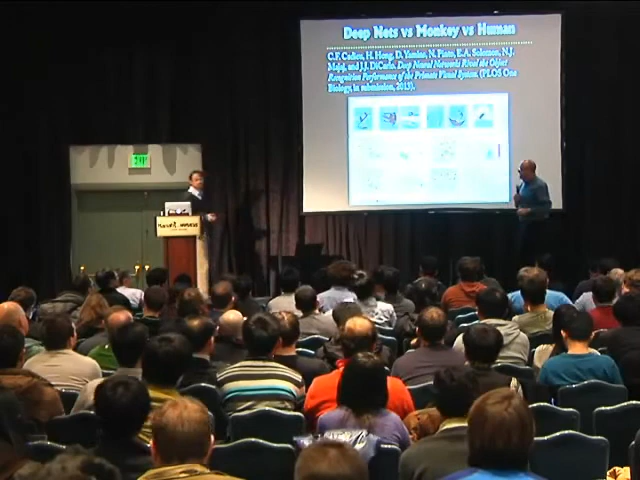 Deep Nets vs Monkey vs Human
C.F. Cadieu, H. Hong, D. Yamins, N. Pinto, E.A. Solomon, N.J.
Majaj, and J.J. DiCarlo. Deep Neural Networks Rival the Object
Recognition Performance of the Primate Visual System. (PLOS One
Biology, in submission, 2013).